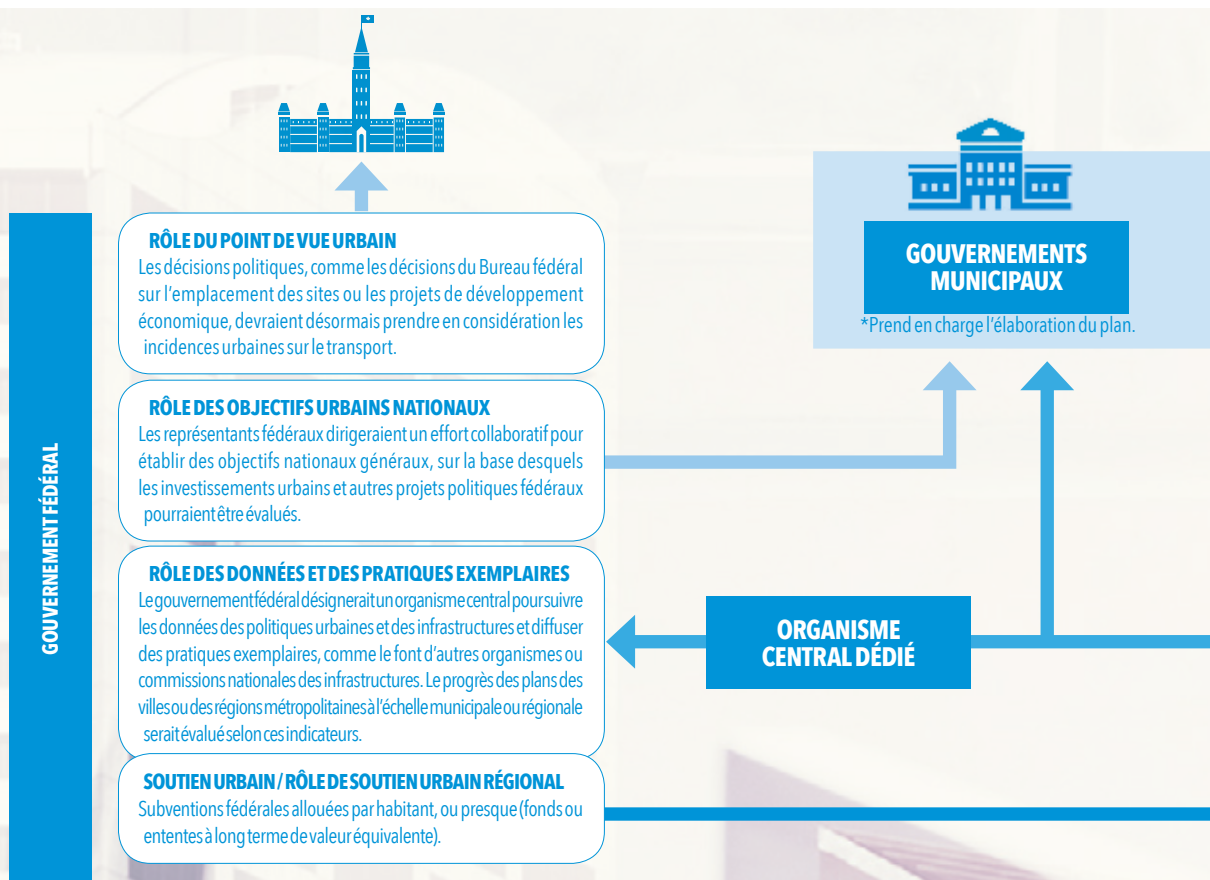 GOUVERNEMENT FÉDÉRAL
RÔLE DU POINT DE VUE URBAIN
Les décisions politiques, comme les décisions du Bureau fédéral
sur l'emplacement des sites ou les projets de développement
économique, devraient désormais prendre en considération les
incidences urbaines sur le transport.
RÔLE DES OBJECTIFS URBAINS NATIONAUX
Les représentants fédéraux dirigeraient un effort collaboratif pour
établir des objectifs nationaux généraux, sur la base desquels
les investissements urbains et autres projets politiques fédéraux
pourraient être évalués.
RÔLE DES DONNÉES ET DES PRATIQUES EXEMPLAIRES
Le gouvernement fédéral désignerait un organisme central pour suivre
les données des politiques urbaines et des infrastructures et diffuser
des pratiques exemplaires, comme le font d'autres organismes ou
commissions nationales des infrastructures. Le progrès des plans des
villes ou des régions métropolitaines à l'échelle municipale ou régionale
serait évalué selon ces indicateurs.
SOUTIEN URBAIN / RÔLE DE SOUTIEN URBAIN RÉGIONAL
Subventions fédérales allouées par habitant, ou presque (fonds ou
ententes à long terme de valeur équivalente).
GOUVERNEMENTS
MUNICIPAUX
*Prend en charge l'élaboration du plan.
ORGANISME
CENTRAL DÉDIÉ